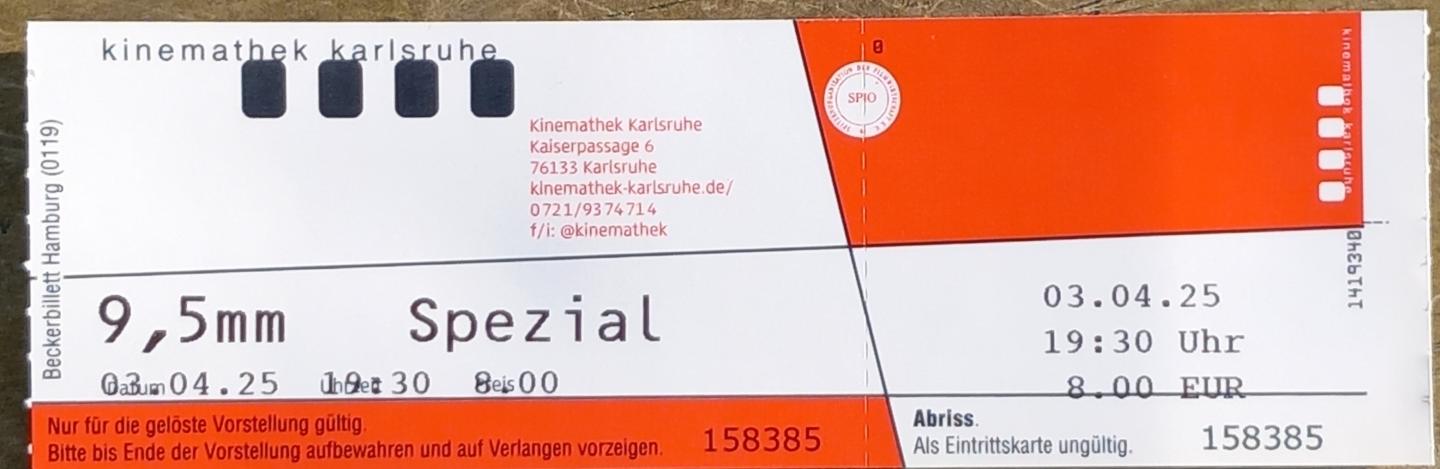 kinemathek karlsruhe
Kinemathek Karlsruhe
Kaiserpassage 6
76133 Karlsruhe
kinemathek-karlsruhe.de/
0721/9374714
f/i: @kinemathek
Beckerbillett Hamburg (0119)
9,5mm Spezial
03.04.25 19:30 8.00
Nur für die gelöste Vorstellung gültig.
Bitte bis Ende der Vorstellung aufbewahren und auf Verlangen vorzeigen.
158385
0
SPIO
kinemathek karlsruhe
1419340
03.04.25
19:30 Uhr
8.00 EUR
Abriss.
Als Eintrittskarte ungültig.
158385